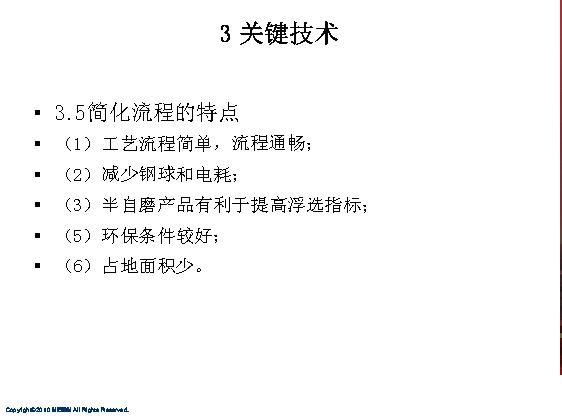 3 关键技术
▪ 3.5简化流程的特点
▪ （1）工艺流程简单，流程通畅；
▪ （2）减少钢球和电耗；
▪ （3）半自磨产品有利于提高浮选指标；
▪ （5）环保条件较好；
▪ （6）占地面积少。
All Rights Reserved.